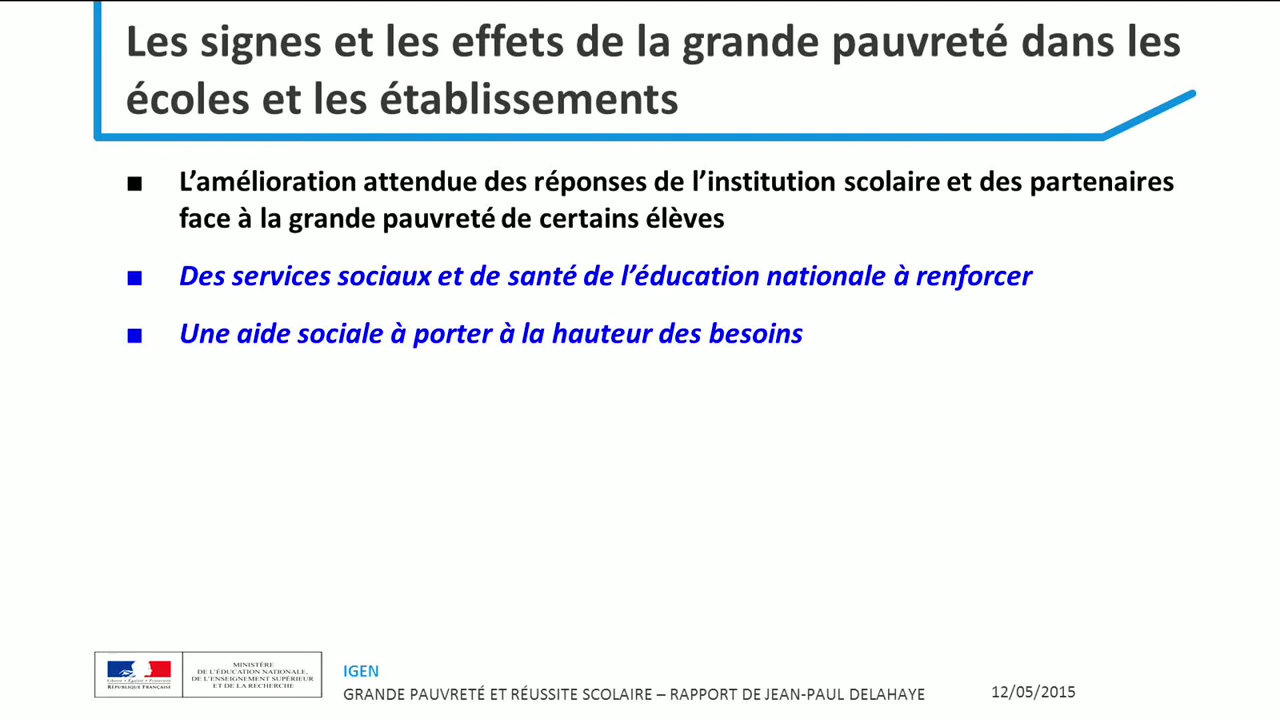 Les signes et les effets de la grande pauvreté dans les
écoles et les établissements
L’amélioration attendue des réponses de l’institution scolaire et des partenaires
face à la grande pauvreté de certains élèves
Des services sociaux et de santé de l’éducation nationale à renforcer
Une aide sociale à porter à la hauteur des besoins
Liberté • Égalité • Fraternité
RÉPUBLIQUE FRANÇAISE
MINISTÈRE
DE L’ÉDUCATION NATIONALE,
DE L’ENSEIGNEMENT SUPÉRIEUR
ET DE LA RECHERCHE
IGEN
GRANDE PAUVRETÉ ET RÉUSSITE SCOLAIRE – RAPPORT DE JEAN-PAUL DELAHAYE
12/05/2015